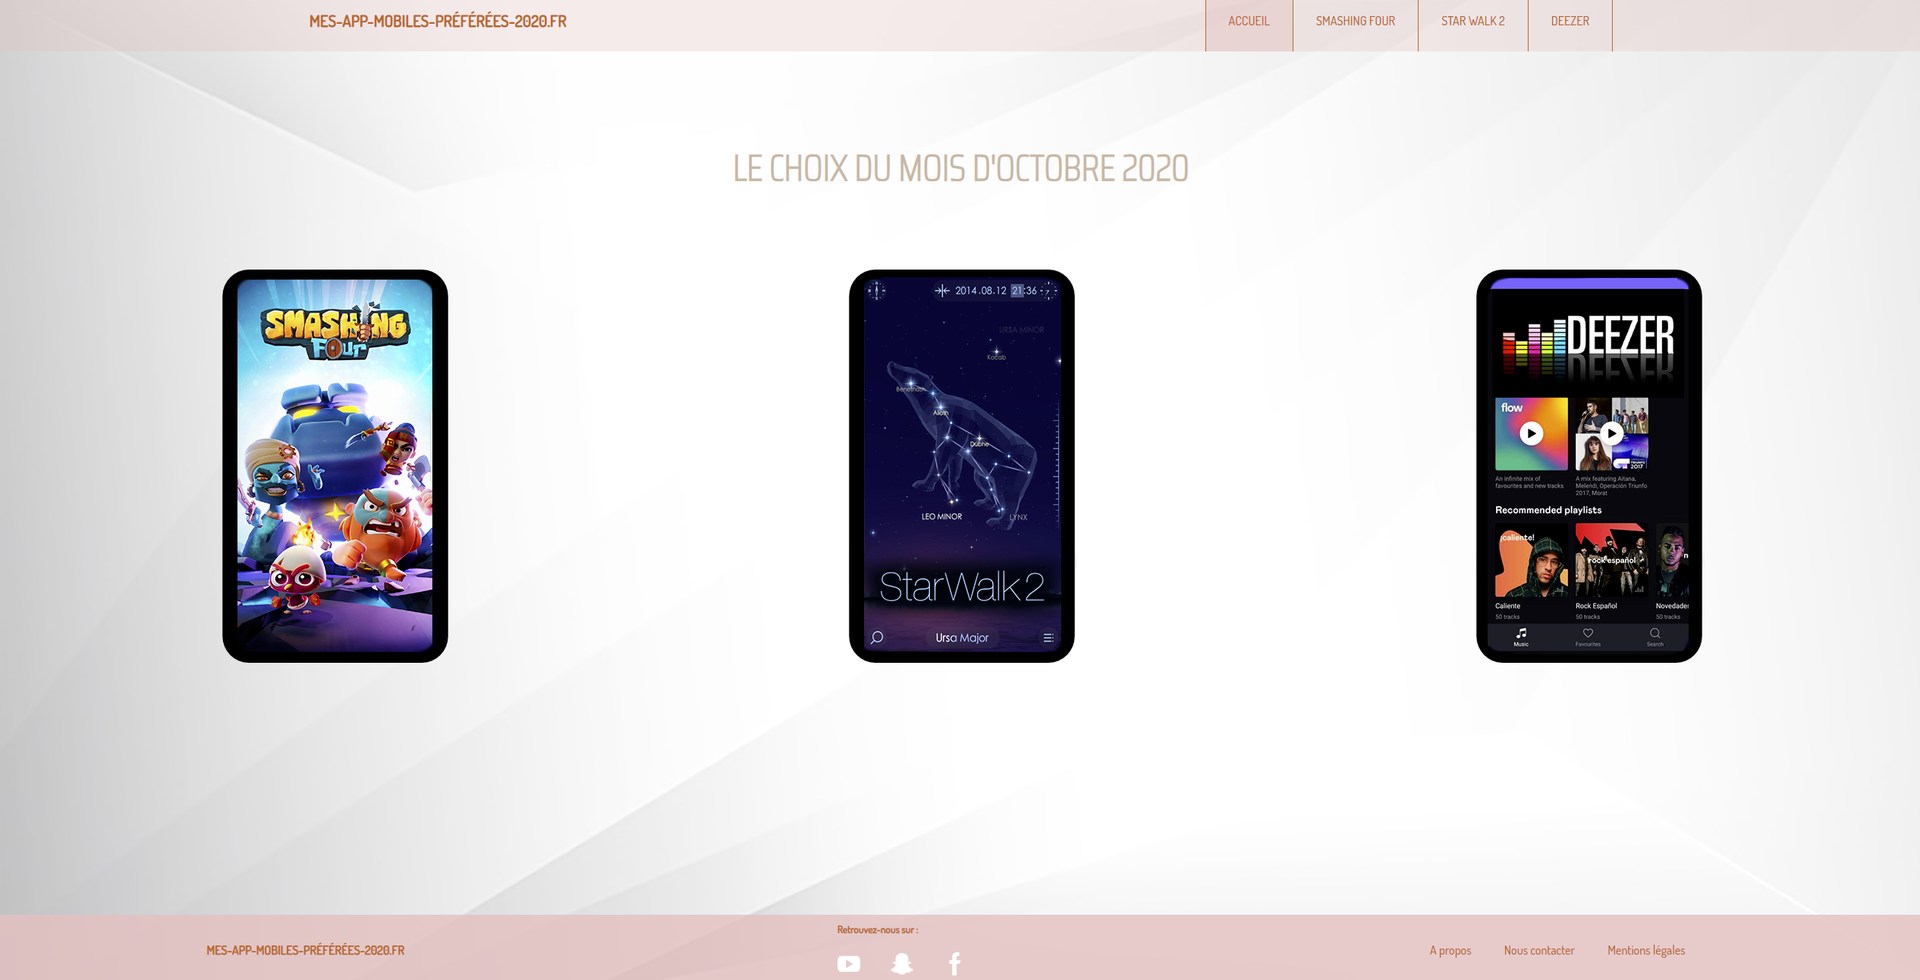 MES-APP-MOBILES-PRÉFÉRÉES-2020.FR
ACCUEIL
SMASHING FOUR
STAR WALK 2
DEEZER
LE CHOIX DU MOIS D'OCTOBRE 2020
SMASHING
Four
2014.08.12 21:36
URSA MINOR
Kocab
Benetnash
Alioth
Dubhe
LEO MINOR
LYNX
StarWalk 2
Ursa Major
DEEZER
flow
2017
An infinite mix of
favourites and new tracks
A mix featuring Aitana,
Melendi, Operación Triunfo
2017, Morat
Recommended playlists
¡caliente!
rock español
n
Caliente
50 tracks
Rock Español
50 tracks
Novedades
50 tracks
Music
Favourites
Search
MES-APP-MOBILES-PRÉFÉRÉES-2020.FR
Retrouvez-nous sur :
A propos
Nous contacter
Mentions légales